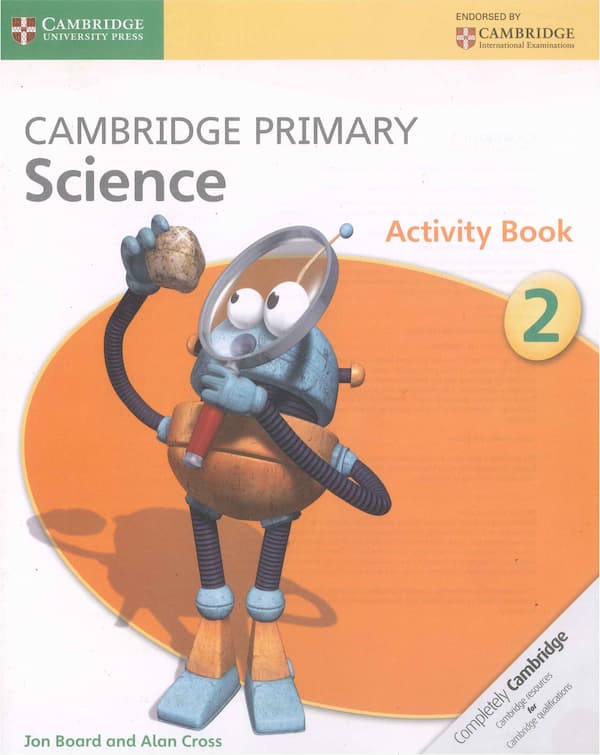 CAMBRIDGE
UNIVERSITY PRESS
ENDORSED BY
CAMBRIDGE
International Examinations
CAMBRIDGE PRIMARY
Science
Activity Book
2
Completely Cambridge
Cambridge resources
for
Cambridge qualifications
Jon Board and Alan Cross